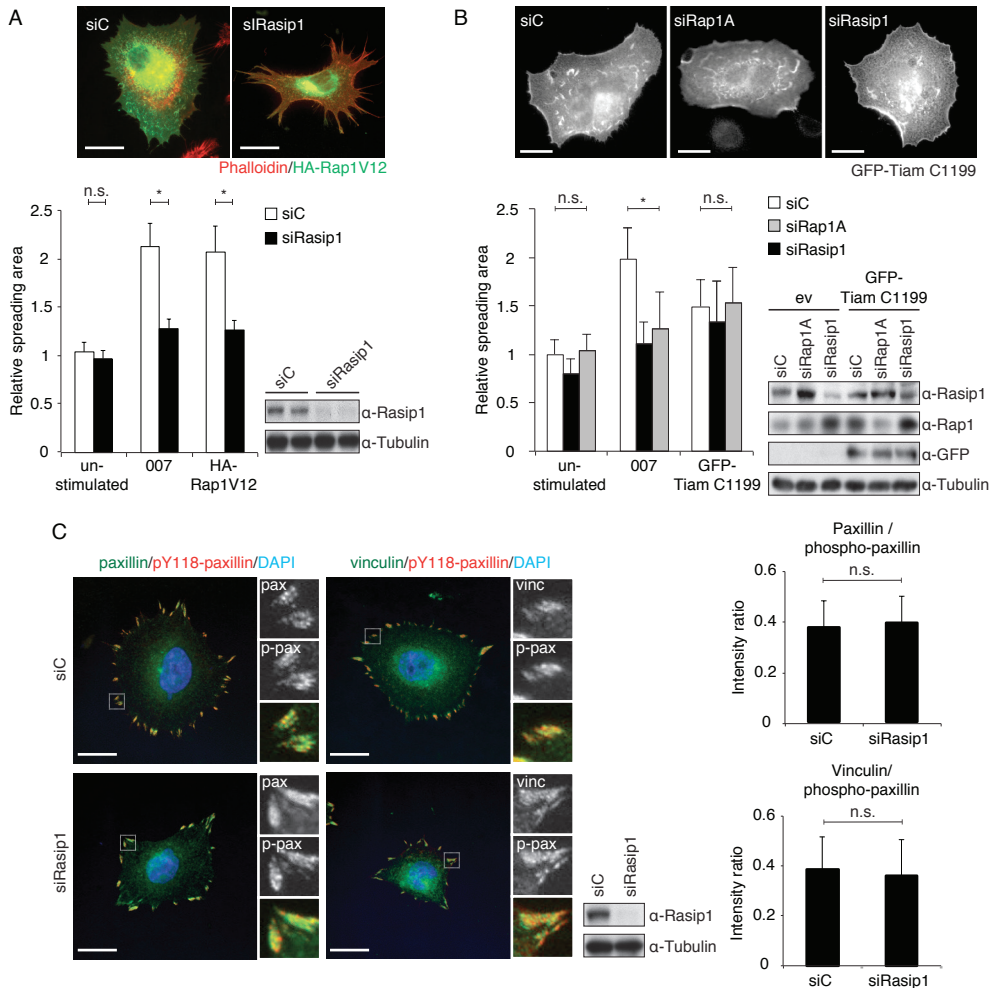 A
siC
siRasip1
Phalloidin/HA-Rap1V12
n.s.
*
*
2.5
2
1.5
1
0.5
0
Relative spreading area
siC
siRasip1
un-
stimulated
007
HA-
Rap1V12
siC
siRasip1
α-Rasip1
α-Tubulin
B
siC
siRap1A
siRasip1
GFP-Tiam C1199
n.s.
*
n.s.
siC
siRap1A
siRasip1
2.5
2
1.5
1
0.5
0
Relative spreading area
un-
stimulated
007
GFP-
Tiam C1199
ev
GFP-
Tiam C1199
siC
siRap1A
siRasip1
siC
siRap1A
siRasip1
α-Rasip1
α-Rap1
α-GFP
α-Tubulin
C
paxillin/pY118-paxillin/DAPI
vinculin/pY118-paxillin/DAPI
siC
pax
p-pax
vinc
p-pax
siRasip1
pax
p-pax
vinc
p-pax
siC
siRasip1
α-Rasip1
α-Tubulin
Paxillin /
phospho-paxillin
n.s.
0.6
0.4
0.2
0
Intensity ratio
siC
siRasip1
Vinculin/
phospho-paxillin
n.s.
0.6
0.4
0.2
0
Intensity ratio
siC
siRasip1